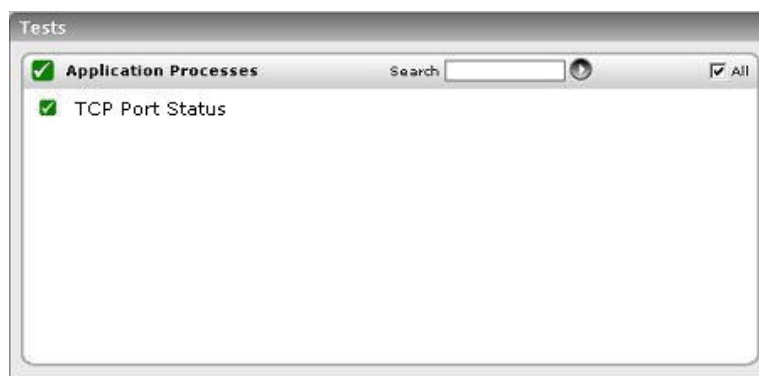 Tests
Application Processes Search All
TCP Port Status